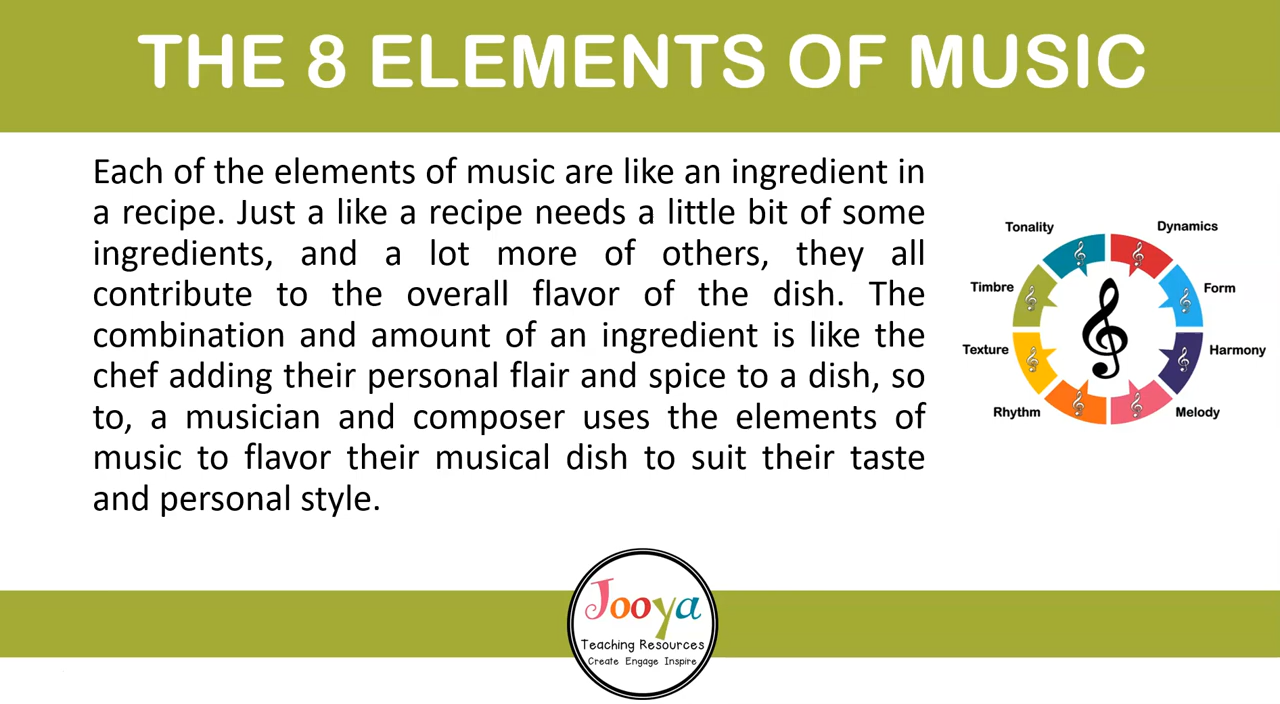 THE 8 ELEMENTS OF MUSIC
Each of the elements of music are like an ingredient in
a recipe. Just a like a recipe needs a little bit of some
ingredients, and a lot more of others, they all
contribute to the overall flavor of the dish. The
combination and amount of an ingredient is like the
chef adding their personal flair and spice to a dish, so
to, a musician and composer uses the elements of
music to flavor their musical dish to suit their taste
and personal style.
Tonality
Dynamics
Timbre
Form
Texture
Harmony
Rhythm
Melody
Jooya
Teaching Resources
Create Engage Inspire